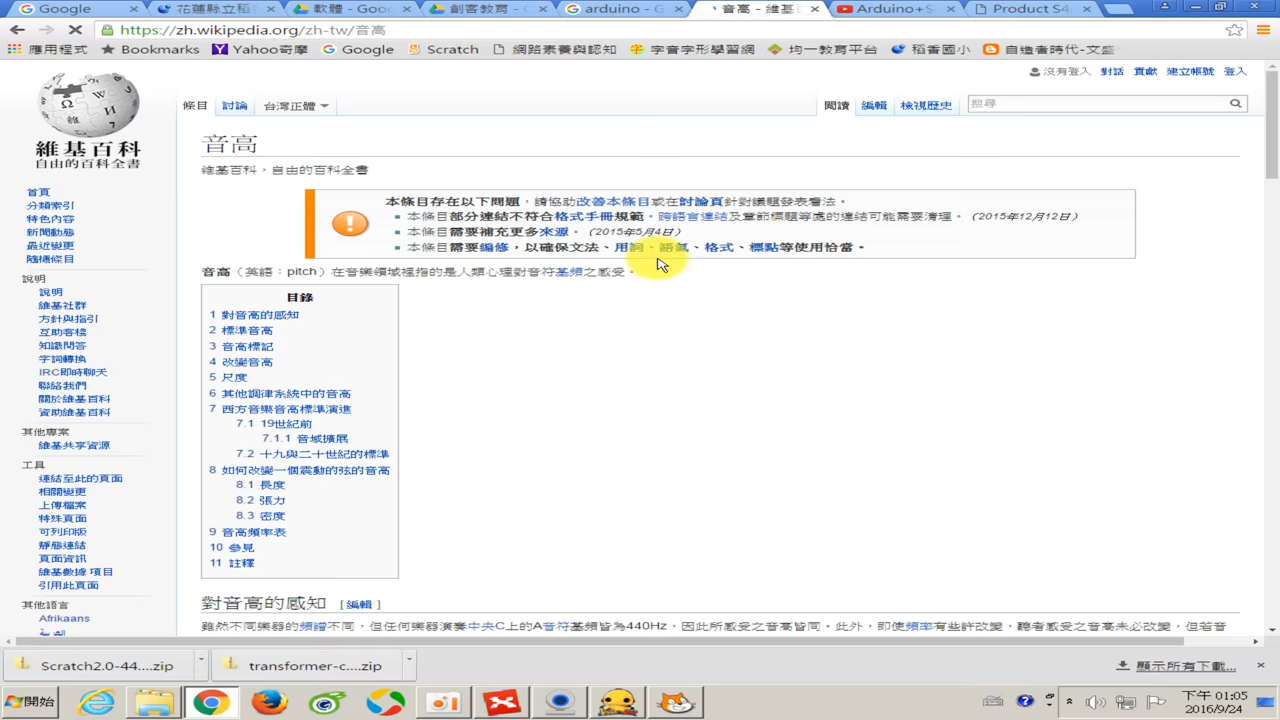 Google
花蓮縣立稻
軟體 - Goo
創客教育 - G
arduino - G
音高 - 維基
Arduino+S
Product S4
https://zh.wikipedia.org/zh-tw/音高
應用程式 Bookmarks Yahoo奇摩 Google Scratch 網路素養與認知 字音字形學習網 均一教育平台 稻香國小 自造者時代-文盛
沒有登入 對話 貢獻 建立帳號 登入
條目 討論 台灣正體 閱讀 編輯 檢視歷史 搜尋
維基百科
自由的百科全書
首頁
分類索引
特色內容
新聞動態
最近變更
隨機條目
說明
說明
維基社群
方針與指引
互助客棧
知識問答
字詞轉換
IRC即時聊天
聯絡我們
關於維基百科
資助維基百科
其他專案
維基共享資源
工具
連結至此的頁面
相關變更
上傳檔案
特殊頁面
可列印版
靜態連結
頁面資訊
維基數據 項目
引用此頁面
其他語言
Afrikaans
音高
維基百科,自由的百科全書
本條目存在以下問題,請協助改善本條目或在討論頁針對議題發表看法。
本條目部分連結不符合格式手冊規範。跨語言連結及章節標題等處的連結可能需要清理。 (2015年12月12日)
本條目需要補充更多來源。 (2015年5月4日)
本條目需要編修,以確保文法、用詞、語氣、格式、標點等使用恰當。
音高(英語:pitch)在音樂領域裡指的是人類心理對音符基頻之感受。
目錄
1 對音高的感知
2 標準音高
3 音高標記
4 改變音高
5 尺度
6 其他調律系統中的音高
7 西方音樂音高標準演進
7.1 19世紀前
7.1.1 音域擴展
7.2 十九與二十世紀的標準
8 如何改變一個震動的弦的音高
8.1 長度
8.2 張力
8.3 密度
9 音高頻率表
10 參見
11 註釋
對音高的感知 [編輯]
雖然不同樂器的頻譜不同,但任何樂器演奏中央C上的A音符基頻皆為440Hz,因此所感受之音高皆同。此外,即使頻率有些許改變,聽者感受之音高未必改變,但若音
Scratch2.0-44....zip
transformer-c....zip
顯示所有下載...
開始
下午 01:05
2016/9/24